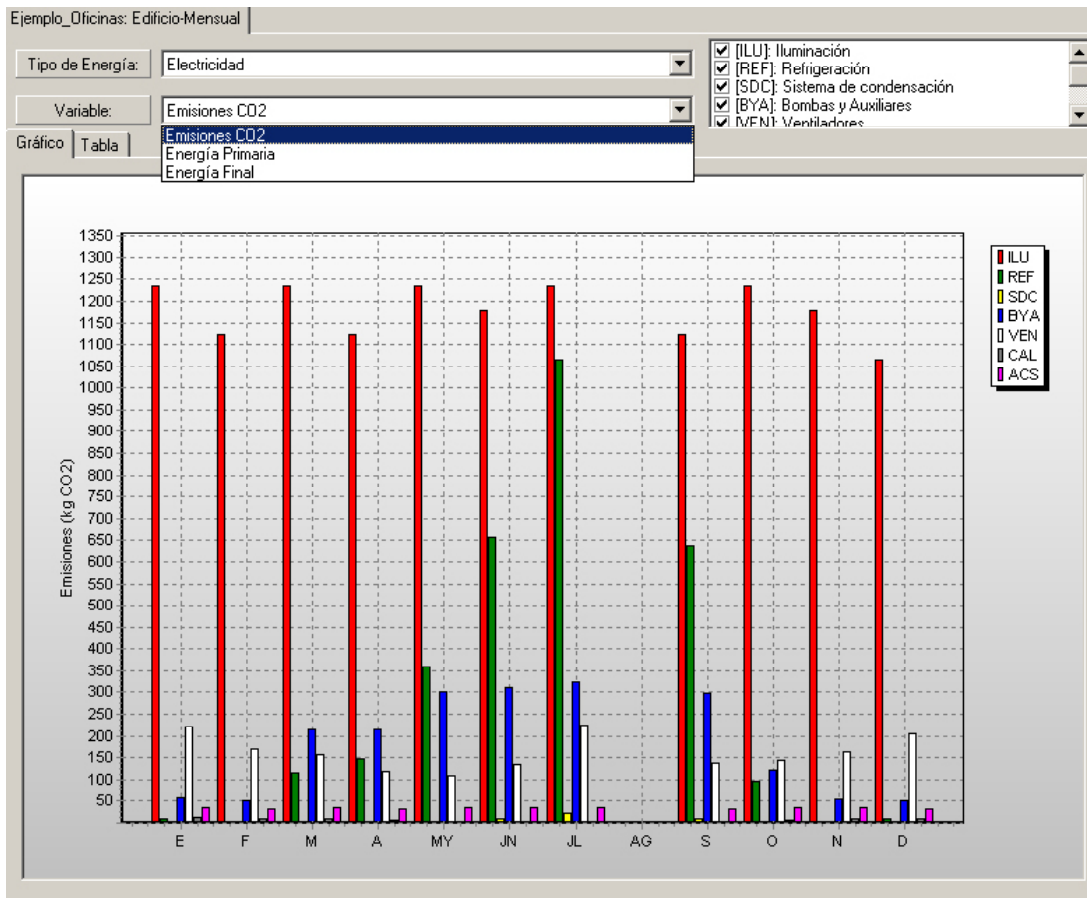 Ejemplo_Oficinas: Edificio-Mensual
Tipo de Energía: Electricidad
Variable: Emisiones CO2
Emisiones CO2
Energía Primaria
Energía Final
[ILU]: Iluminación
[REF]: Refrigeración
[SDC]: Sistema de condensación
[BYA]: Bombas y Auxiliares
[VEN]: Ventiladores
Gráfico Tabla
1350
1300
1250
1200
1150
1100
1050
1000
950
900
850
800
750
700
650
600
550
500
450
400
350
300
250
200
150
100
50
Emisiones (kg CO2)
E F M A MY JN JL AG S O N D
ILU
REF
SDC
BYA
VEN
CAL
ACS